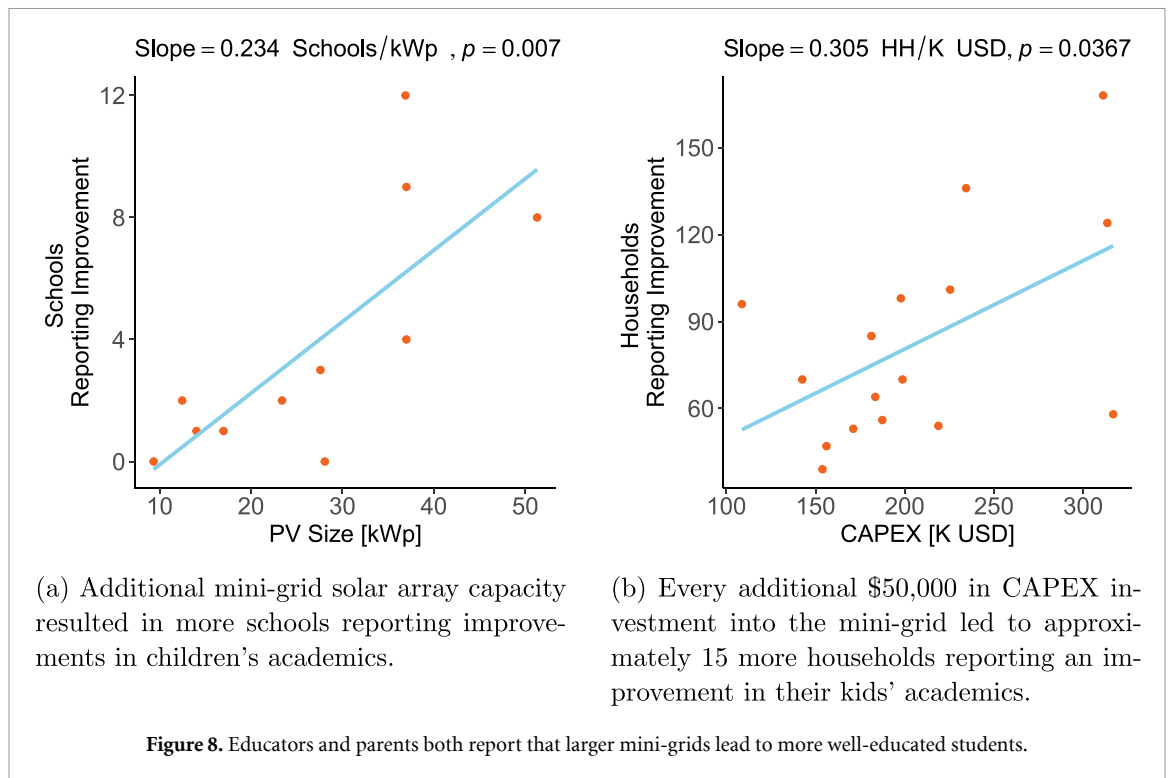 Slope = 0.234 Schools/kWp , p = 0.007
12
8
4
0
Schools
Reporting Improvement
10 20 30 40 50
PV Size [kWp]
(a) Additional mini-grid solar array capacity
resulted in more schools reporting improve-
ments in children's academics.
Slope = 0.305 HH/K USD, p = 0.0367
150
120
90
60
Households
Reporting Improvement
100 150 200 250 300
CAPEX [K USD]
(b) Every additional $50,000 in CAPEX in-
vestment into the mini-grid led to approxi-
mately 15 more households reporting an im-
provement in their kids' academics.
Figure 8. Educators and parents both report that larger mini-grids lead to more well-educated students.